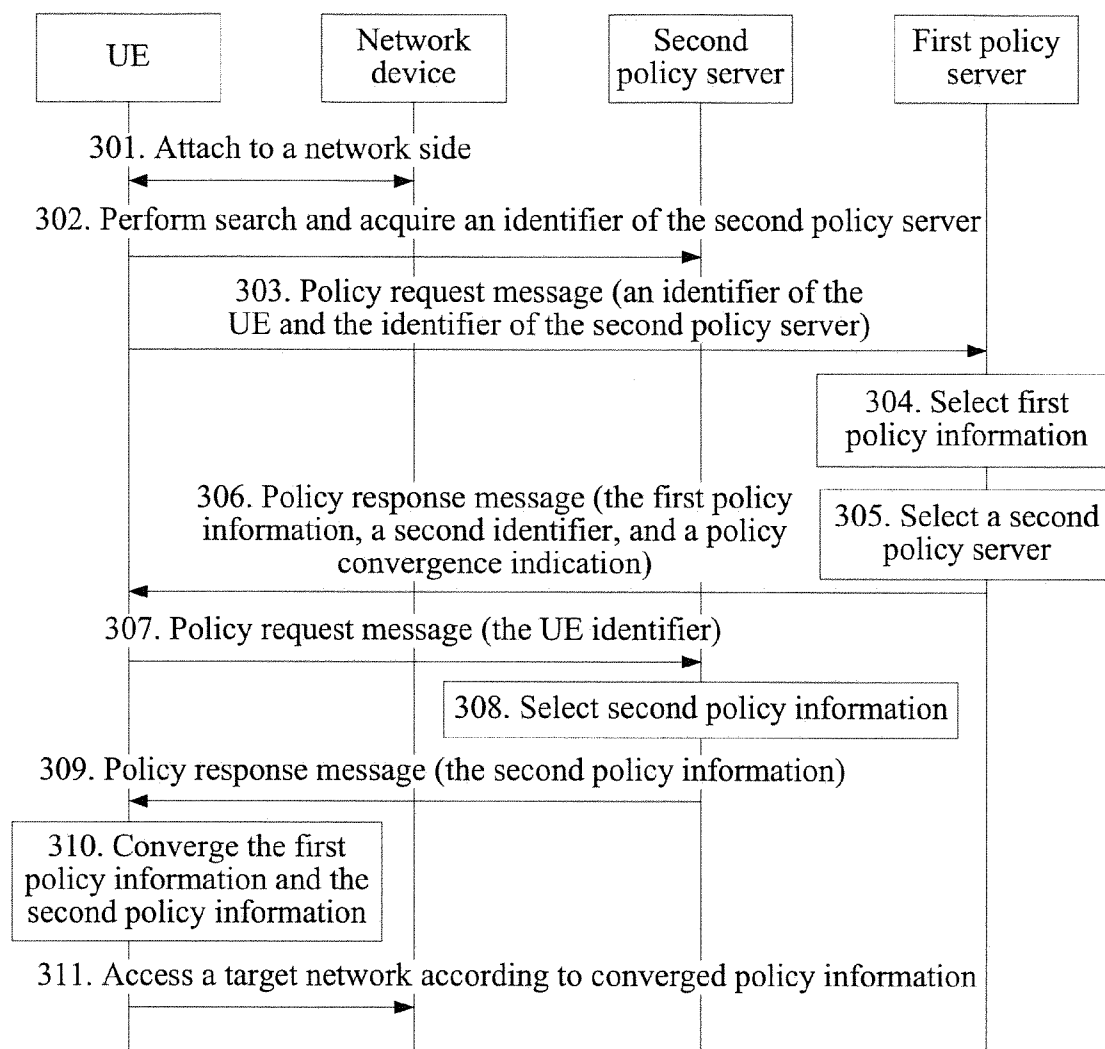 UE
Network
device
Second
policy server
First policy
server
301. Attach to a network side
302. Perform search and acquire an identifier of the second policy server
303. Policy request message (an identifier of the
UE and the identifier of the second policy server)
304. Select first
policy information
305. Select a second
policy server
306. Policy response message (the first policy
information, a second identifier, and a policy
convergence indication)
307. Policy request message (the UE identifier)
308. Select second policy information
309. Policy response message (the second policy information)
310. Converge the first
policy information and the
second policy information
311. Access a target network according to converged policy information